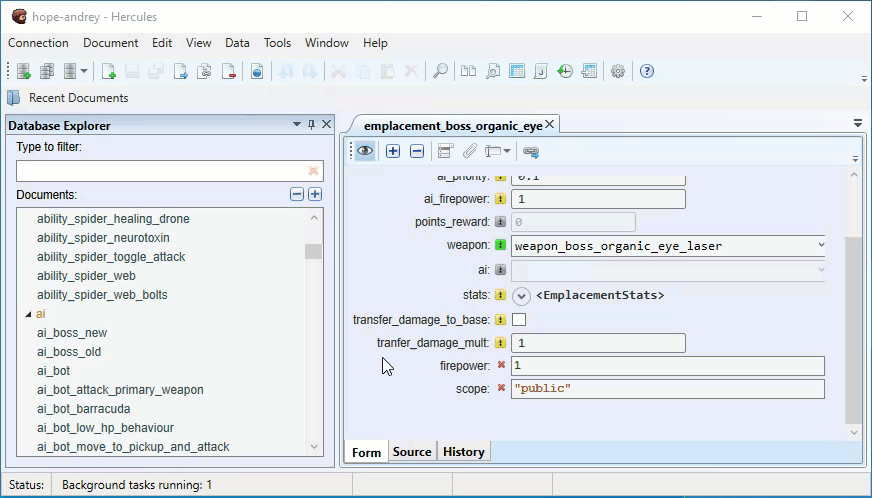 hope-andrey - Hercules
Connection Document Edit View Data Tools Window Help
Recent Documents
Database Explorer
Type to filter:
Documents:
ability_spider_healing_drone
ability_spider_neurotoxin
ability_spider_toggle_attack
ability_spider_web
ability_spider_web_bolts
ai
ai_boss_new
ai_boss_old
ai_bot
ai_bot_attack_primary_weapon
ai_bot_barracuda
ai_bot_low_hp_behaviour
ai_bot_move_to_pickup_and_attack
emplacement_boss_organic_eye
ai_priority: 0.1
ai_firepower: 1
points_reward: 0
weapon: weapon_boss_organic_eye_laser
ai:
stats: <EmplacementStats>
transfer_damage_to_base:
tranfer_damage_mult: 1
firepower: 1
scope: "public"
Form Source History
Status: Background tasks running: 1